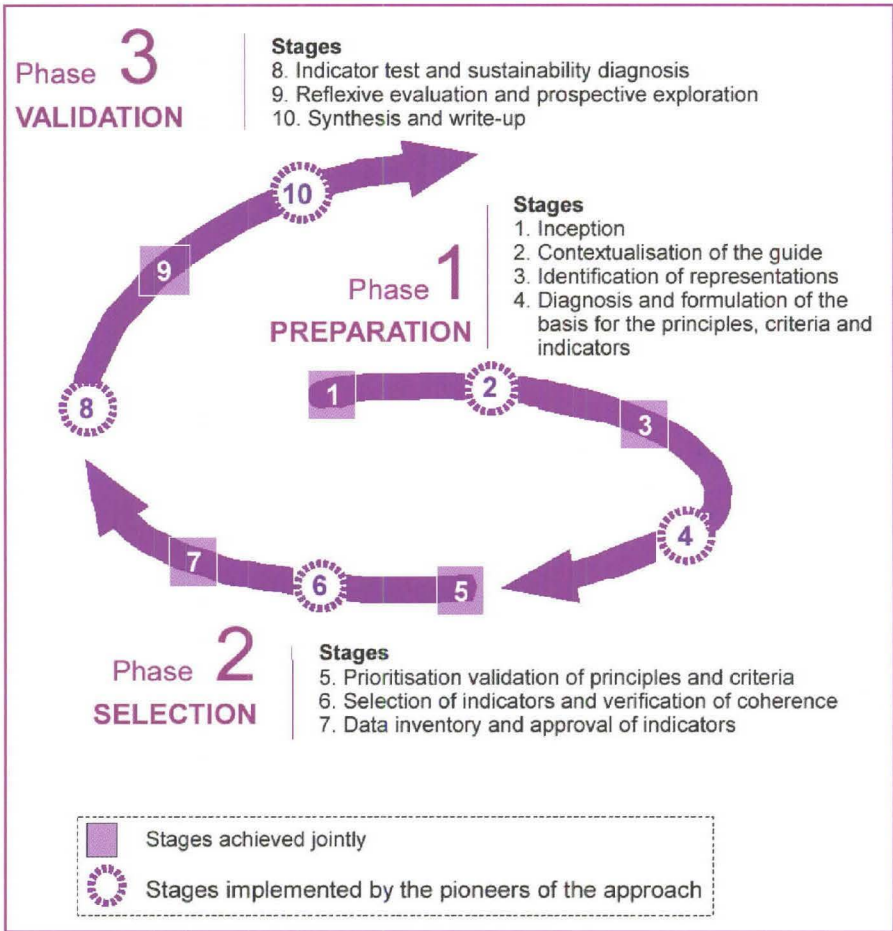 Phase 3
VALIDATION
Stages
8. Indicator test and sustainability diagnosis
9. Reflexive evaluation and prospective exploration
10. Synthesis and write-up
10
9
8
Phase 1
PREPARATION
Stages
1. Inception
2. Contextualisation of the guide
3. Identification of representations
4. Diagnosis and formulation of the
basis for the principles, criteria and
indicators
1
2
3
4
7
6
5
Phase 2
SELECTION
Stages
5. Prioritisation validation of principles and criteria
6. Selection of indicators and verification of coherence
7. Data inventory and approval of indicators
Stages achieved jointly
Stages implemented by the pioneers of the approach